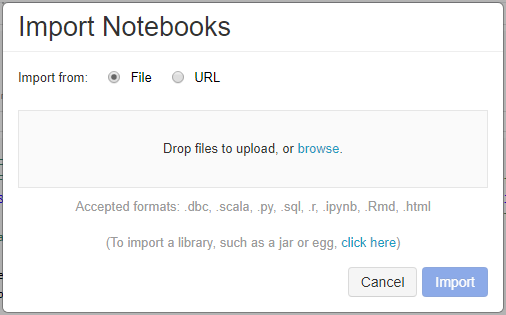 Import Notebooks
Import from: File URL
Drop files to upload, or browse.
Accepted formats: .dbc, .scala, .py, .sql, .r, .ipynb, .Rmd, .html
(To import a library, such as a jar or egg, click here)
Cancel Import